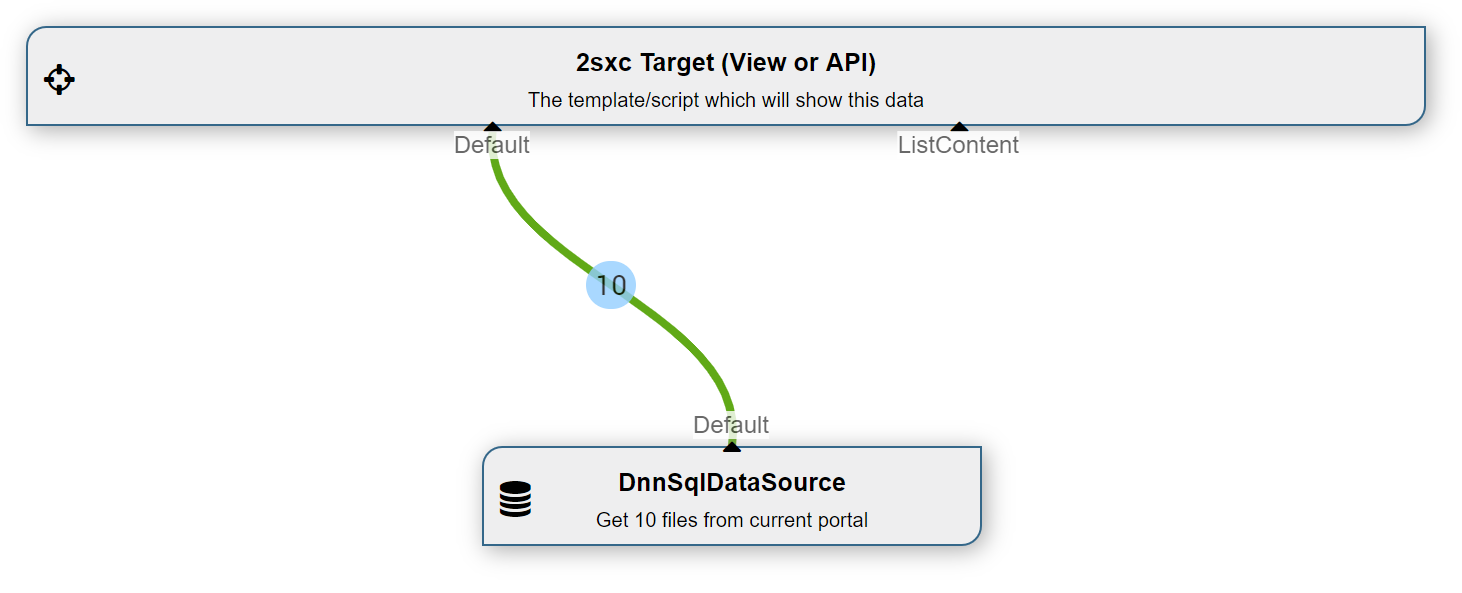 2sxc Target (View or API)
The template/script which will show this data
Default
ListContent
10
Default
DnnSqlDataSource
Get 10 files from current portal